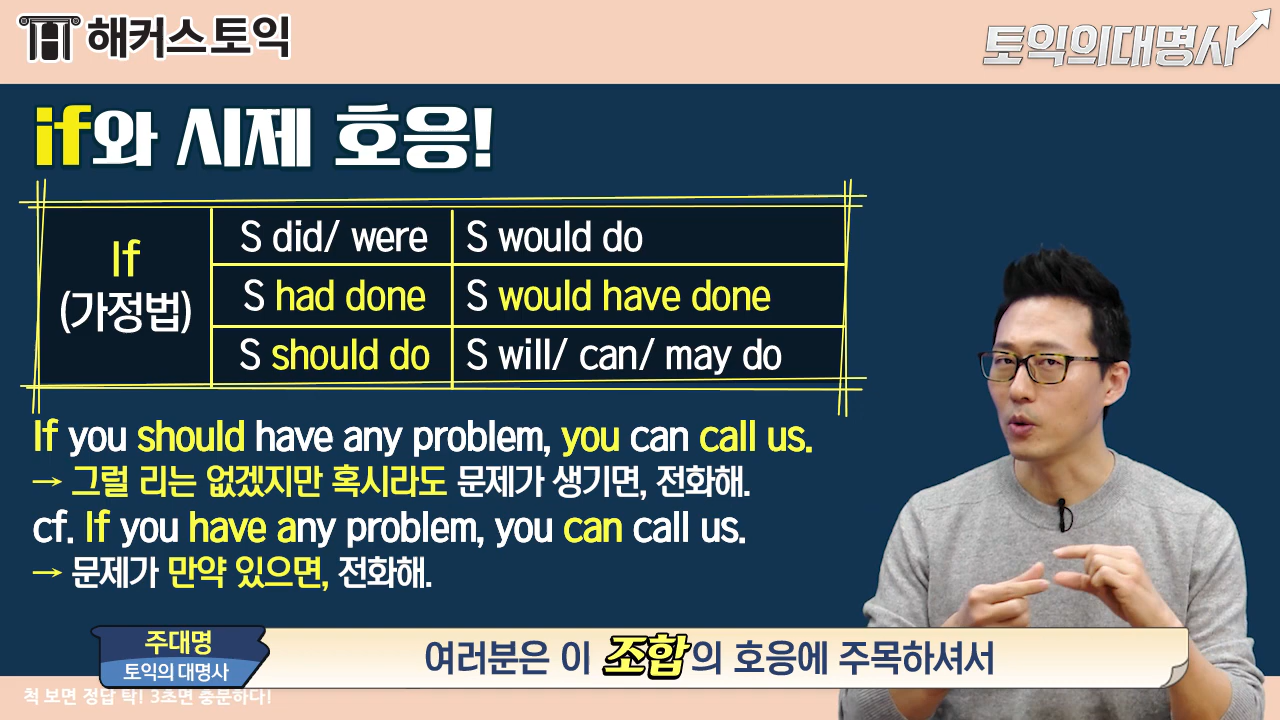 해커스 토익
토익의대명사
if와 시제 호응!
If
(가정법)
S did/ were
S would do
S had done
S would have done
S should do
S will/ can/ may do
If you should have any problem, you can call us.
→ 그럴 리는 없겠지만 혹시라도 문제가 생기면, 전화해.
cf. If you have any problem, you can call us.
→ 문제가 만약 있으면, 전화해.
주대명
토익의 대명사
여러분은 이 조합의 호응에 주목하셔서
척 보면 정답 탁! 3초면 충분하다!